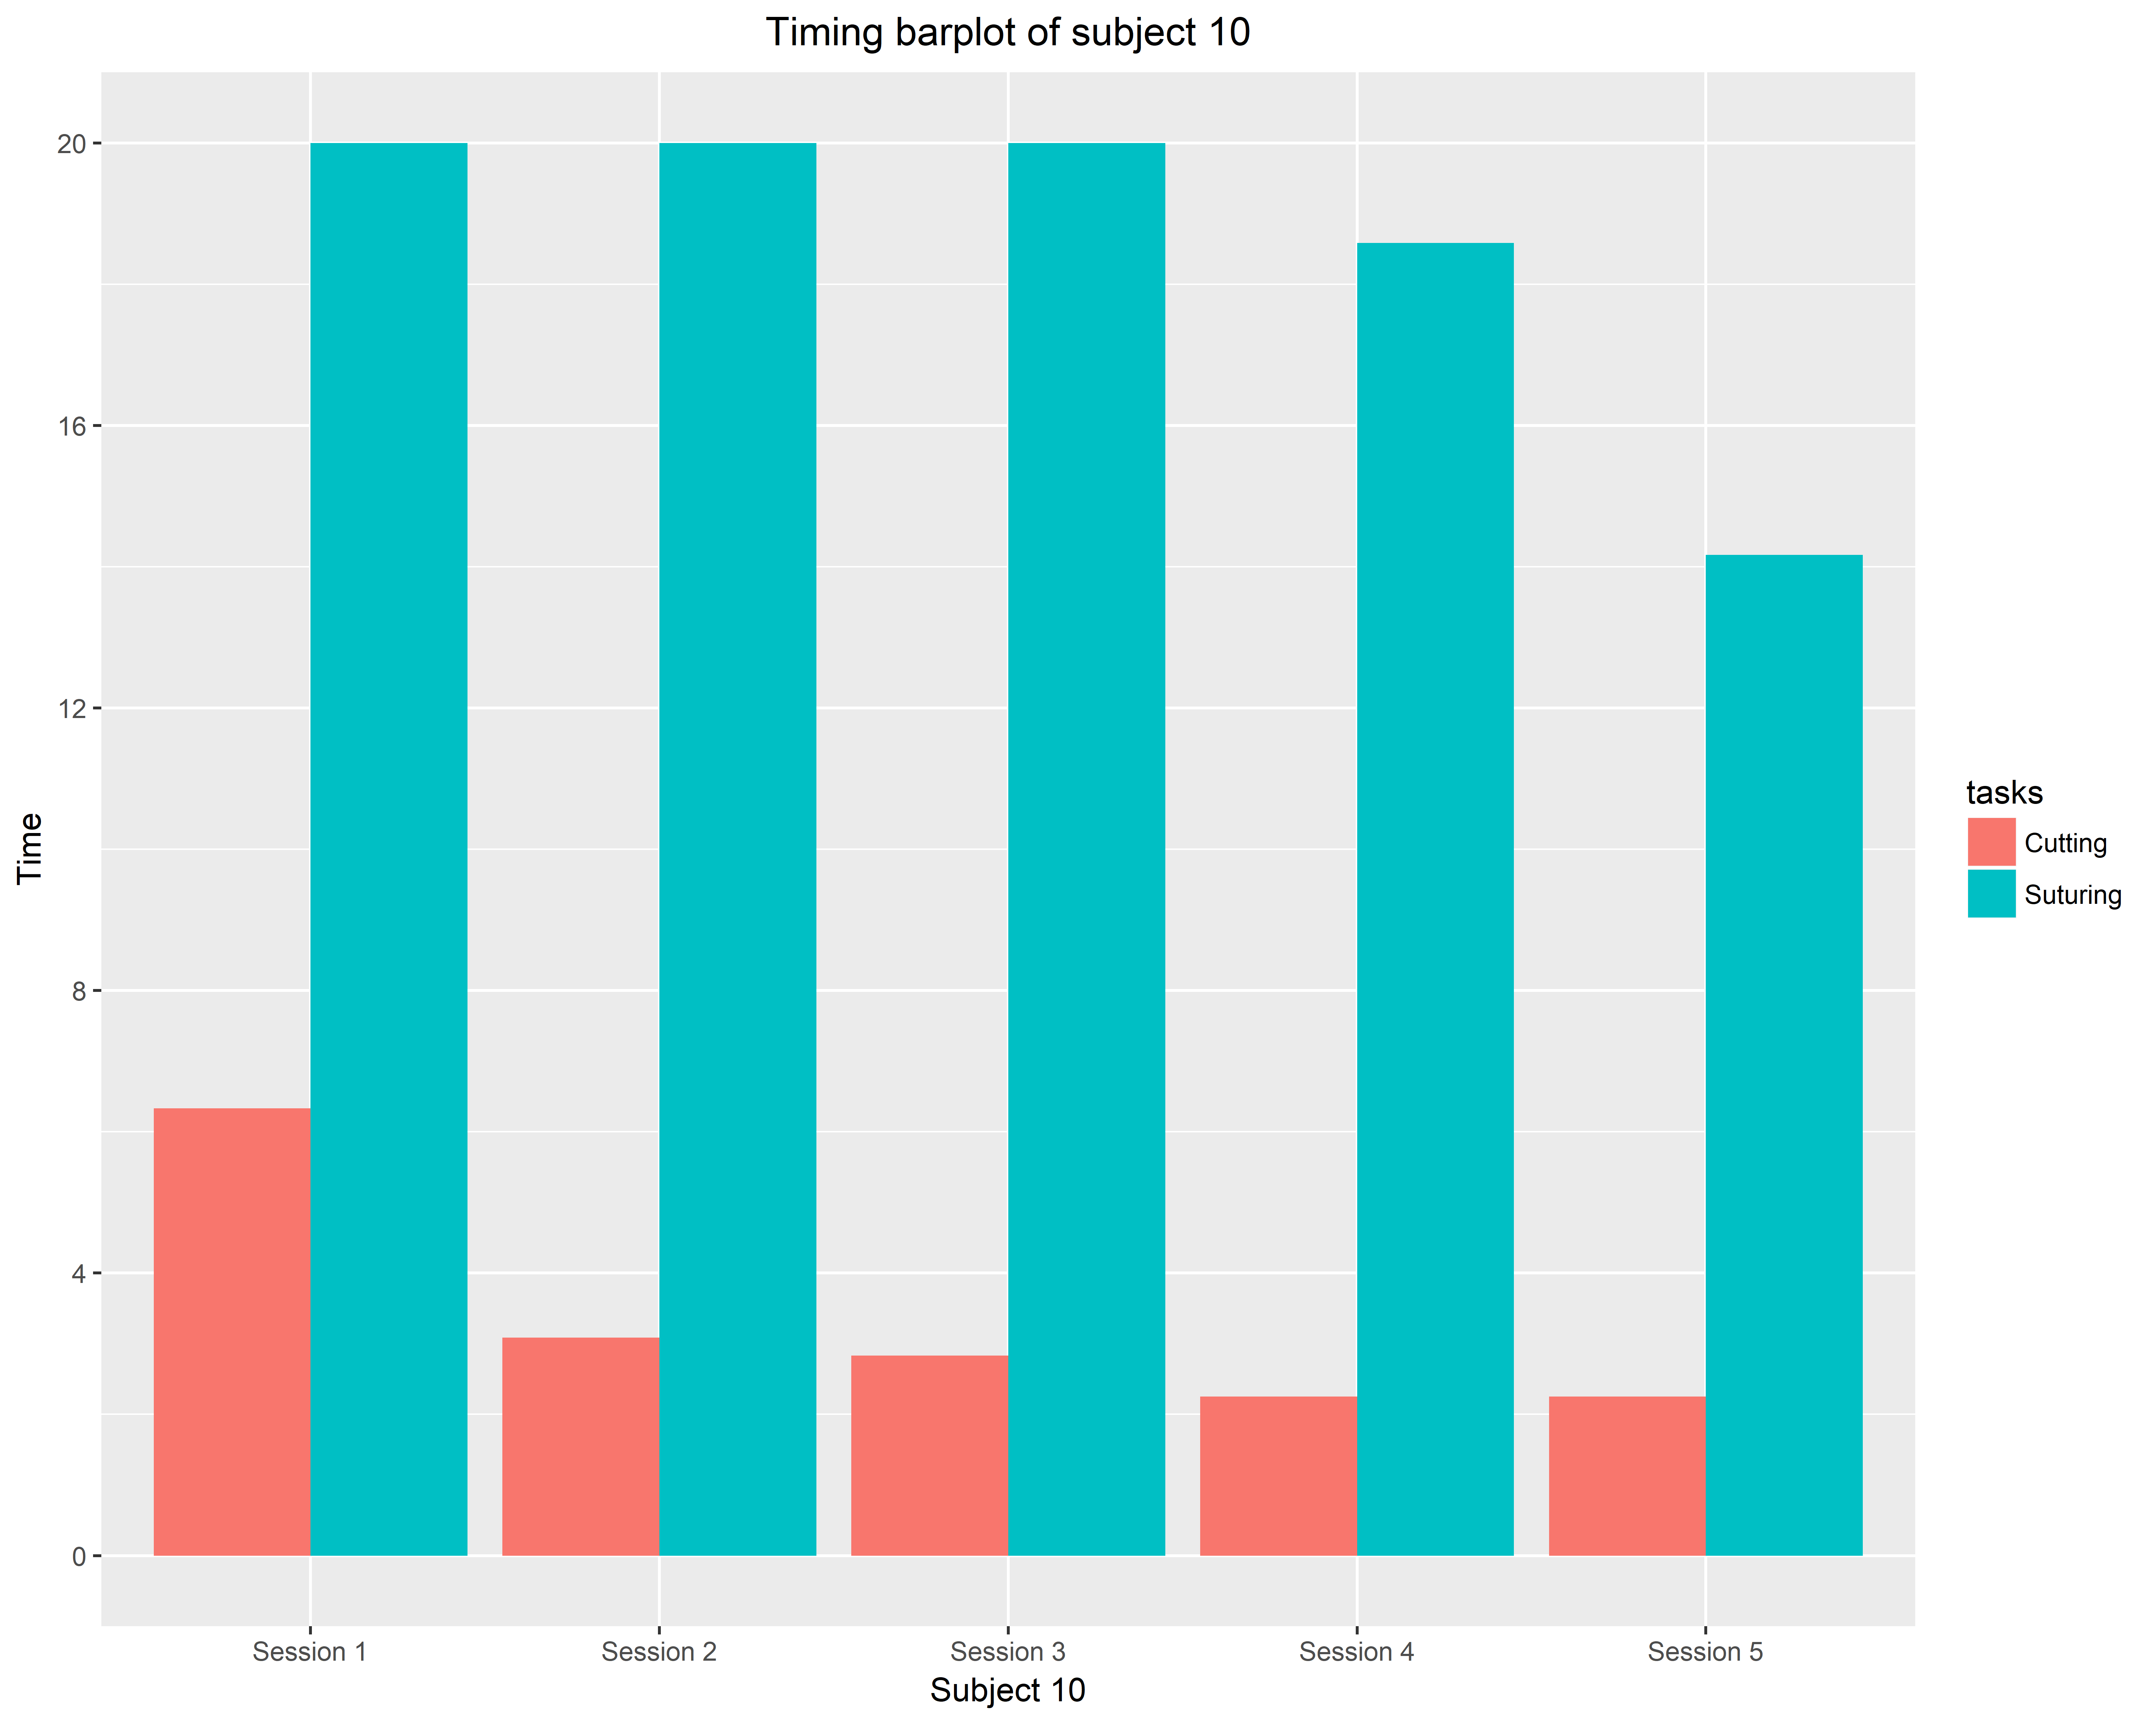 Timing barplot of subject 10
20
16
12
8
4
0
Time
Session 1 Session 2 Session 3 Session 4 Session 5
Subject 10
tasks
Cutting
Suturing